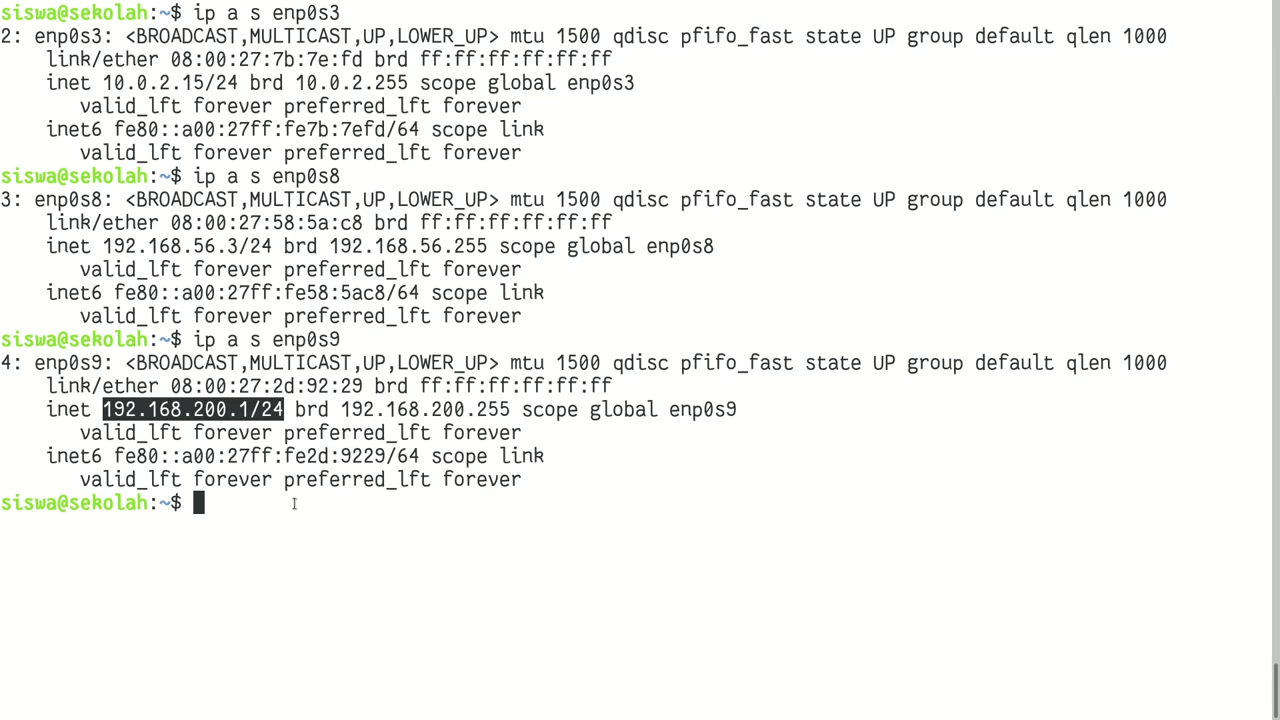 siswa@sekolah:~$ ip a s enp0s3
2: enp0s3: <BROADCAST,MULTICAST,UP,LOWER_UP> mtu 1500 qdisc pfifo_fast state UP group default qlen 1000
    link/ether 08:00:27:7b:7e:fd brd ff:ff:ff:ff:ff:ff
    inet 10.0.2.15/24 brd 10.0.2.255 scope global enp0s3
       valid_lft forever preferred_lft forever
    inet6 fe80::a00:27ff:fe7b:7efd/64 scope link
       valid_lft forever preferred_lft forever
siswa@sekolah:~$ ip a s enp0s8
3: enp0s8: <BROADCAST,MULTICAST,UP,LOWER_UP> mtu 1500 qdisc pfifo_fast state UP group default qlen 1000
    link/ether 08:00:27:58:5a:c8 brd ff:ff:ff:ff:ff:ff
    inet 192.168.56.3/24 brd 192.168.56.255 scope global enp0s8
       valid_lft forever preferred_lft forever
    inet6 fe80::a00:27ff:fe58:5ac8/64 scope link
       valid_lft forever preferred_lft forever
siswa@sekolah:~$ ip a s enp0s9
4: enp0s9: <BROADCAST,MULTICAST,UP,LOWER_UP> mtu 1500 qdisc pfifo_fast state UP group default qlen 1000
    link/ether 08:00:27:2d:92:29 brd ff:ff:ff:ff:ff:ff
    inet 192.168.200.1/24 brd 192.168.200.255 scope global enp0s9
       valid_lft forever preferred_lft forever
    inet6 fe80::a00:27ff:fe2d:9229/64 scope link
       valid_lft forever preferred_lft forever
siswa@sekolah:~$